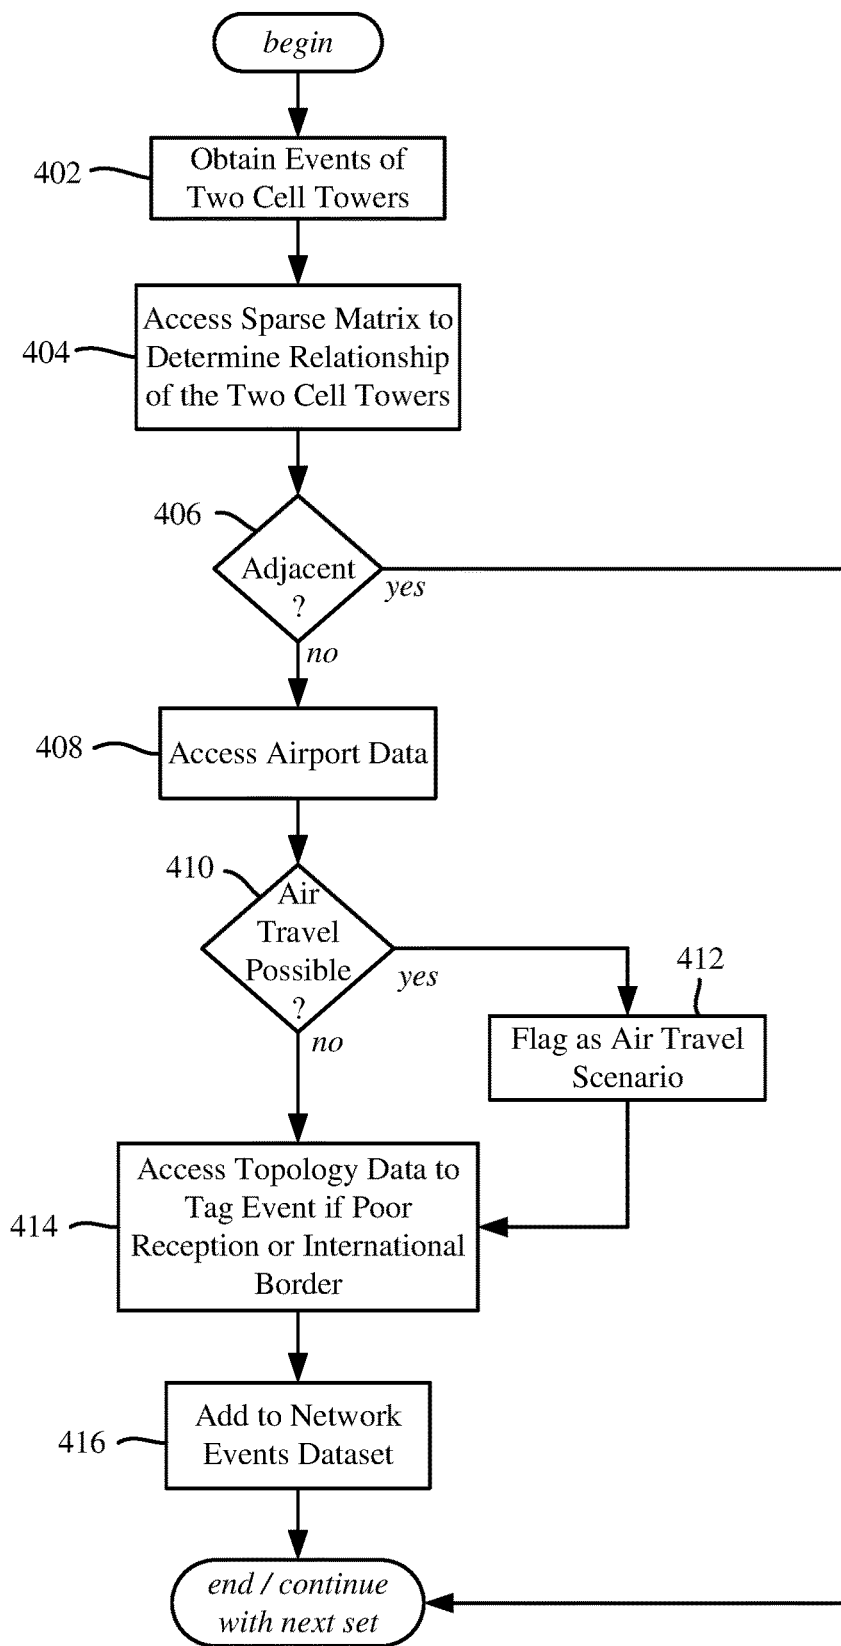 begin
402
Obtain Events of
Two Cell Towers
404
Access Sparse Matrix to
Determine Relationship
of the Two Cell Towers
406
Adjacent
?
yes
no
408
Access Airport Data
410
Air
Travel
Possible
?
yes
no
412
Flag as Air Travel
Scenario
414
Access Topology Data to
Tag Event if Poor
Reception or International
Border
416
Add to Network
Events Dataset
end / continue
with next set